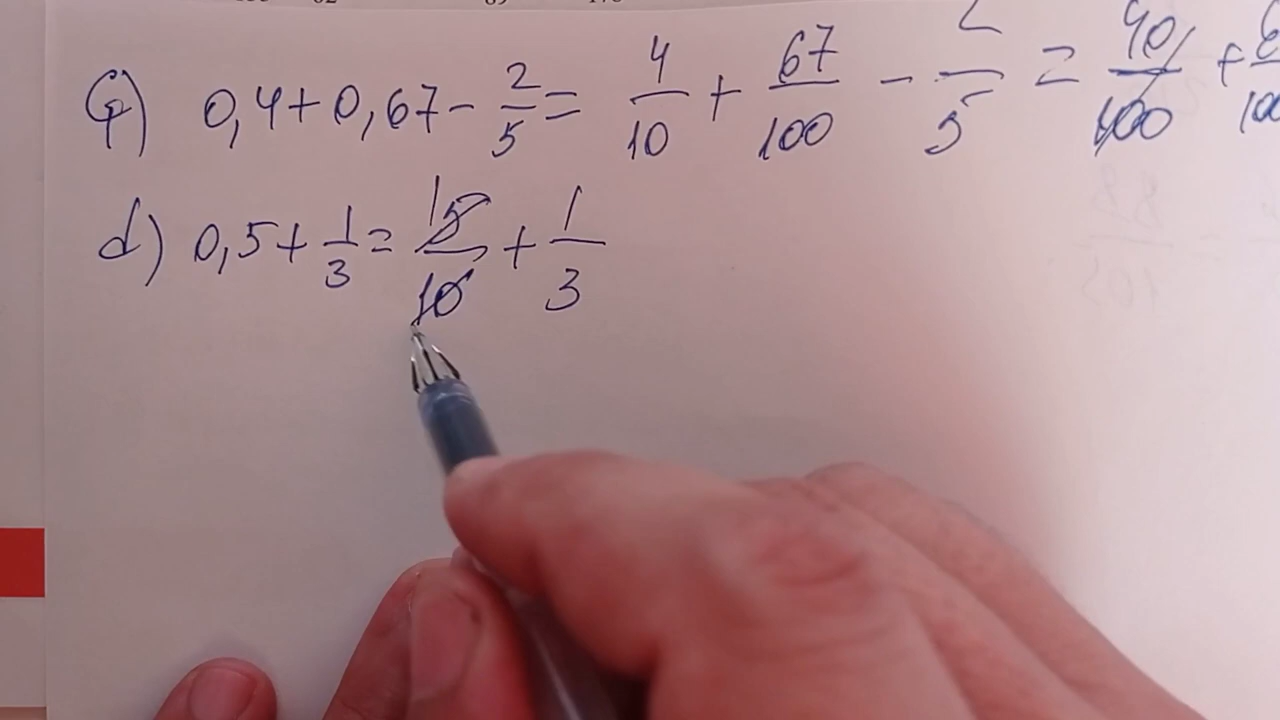 ç) 0,4 + 0,67 - 2/5 = 4/10 + 67/100 - 2/5 = 40/100 +
d) 0,5 + 1/3 = 5/10 + 1/3